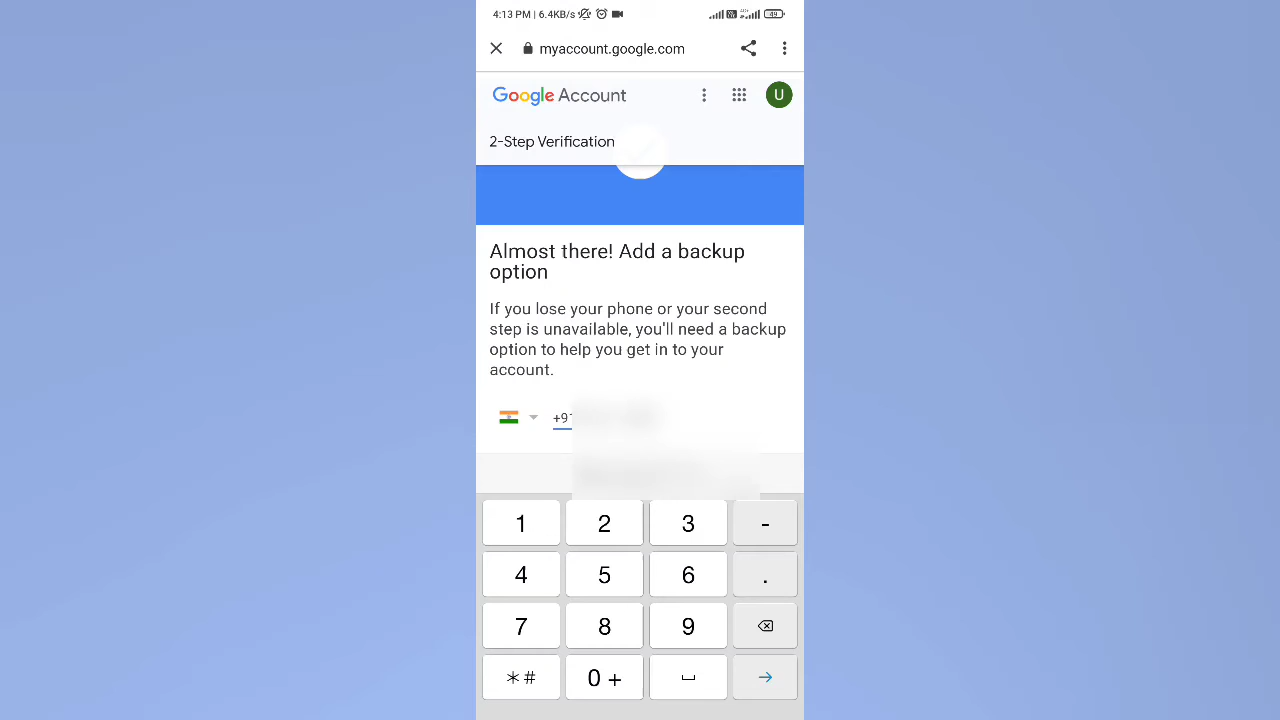 4:13 PM | 6.4KB/s
49
myaccount.google.com
Google Account
U
2-Step Verification
Almost there! Add a backup
option
If you lose your phone or your second
step is unavailable, you'll need a backup
option to help you get in to your
account.
+91
1 2 3 -
4 5 6 .
7 8 9
*# 0 +